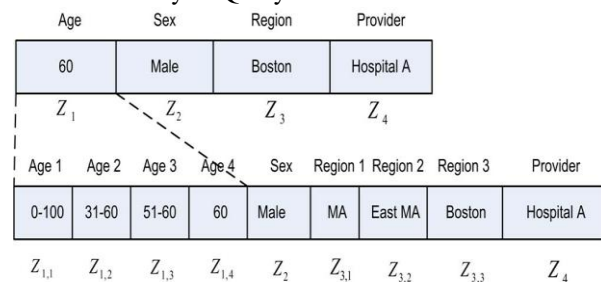 Age Sex Region Provider
60 Male Boston Hospital A
Z1 Z2 Z3 Z4
Age 1 Age 2 Age 3 Age 4 Sex Region 1 Region 2 Region 3 Provider
0-100 31-60 51-60 60 Male MA East MA Boston Hospital A
Z1,1 Z1,2 Z1,3 Z1,4 Z2 Z3,1 Z3,2 Z3,3 Z4